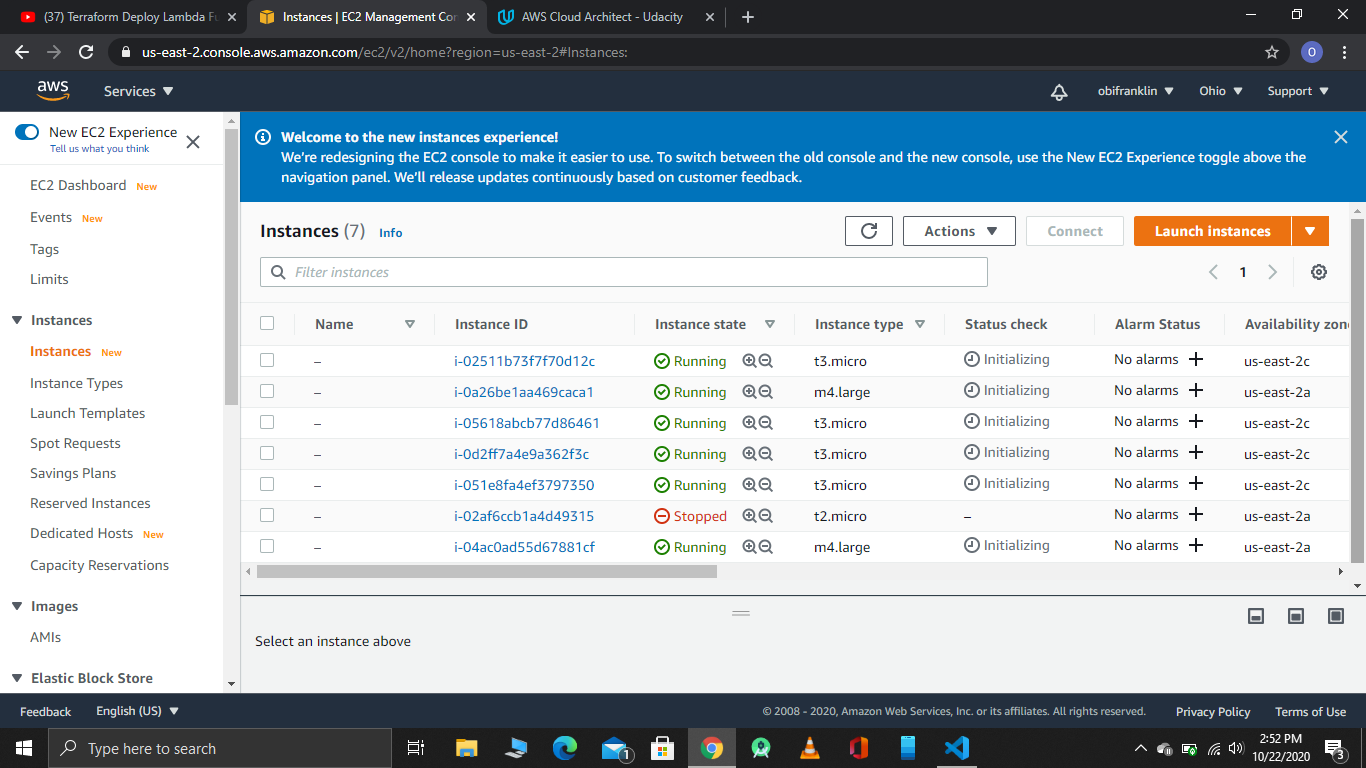 (37) Terraform Deploy Lambda Fu
Instances | EC2 Management Con
AWS Cloud Architect - Udacity
us-east-2.console.aws.amazon.com/ec2/v2/home?region=us-east-2#Instances:
O
aws
Services
obifranklin
Ohio
Support
New EC2 Experience
Tell us what you think
EC2 Dashboard New
Events New
Tags
Limits
Instances
Instances New
Instance Types
Launch Templates
Spot Requests
Savings Plans
Reserved Instances
Dedicated Hosts New
Capacity Reservations
Images
AMIs
Elastic Block Store
Welcome to the new instances experience!
We're redesigning the EC2 console to make it easier to use. To switch between the old console and the new console, use the New EC2 Experience toggle above the
navigation panel. We'll release updates continuously based on customer feedback.
Instances (7) Info
Actions
Connect
Launch instances
Filter instances
1
Name Instance ID Instance state Instance type Status check Alarm Status Availability zon
– i-02511b73f7f70d12c Running t3.micro Initializing No alarms + us-east-2c
– i-0a26be1aa469caca1 Running m4.large Initializing No alarms + us-east-2a
– i-05618abcb77d86461 Running t3.micro Initializing No alarms + us-east-2c
– i-0d2ff7a4e9a362f3c Running t3.micro Initializing No alarms + us-east-2c
– i-051e8fa4ef3797350 Running t3.micro Initializing No alarms + us-east-2c
– i-02af6ccb1a4d49315 Stopped t2.micro – No alarms + us-east-2a
– i-04ac0ad55d67881cf Running m4.large Initializing No alarms + us-east-2a
Select an instance above
Feedback
English (US)
© 2008 - 2020, Amazon Web Services, Inc. or its affiliates. All rights reserved.
Privacy Policy
Terms of Use
Type here to search
1
2:52 PM
10/22/2020
3